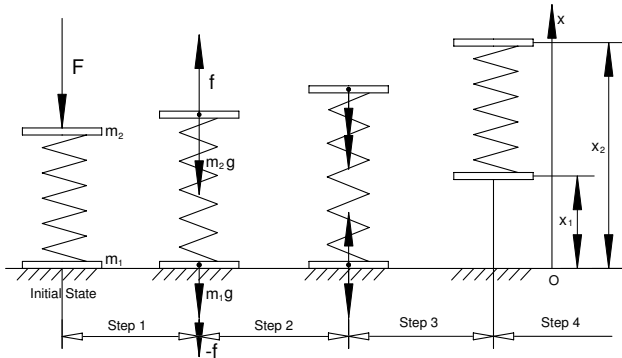 F
f
x
m₂
m₂g
x₂
x₁
m₁
m₁g
O
Initial State
Step 1
Step 2
Step 3
Step 4
-f